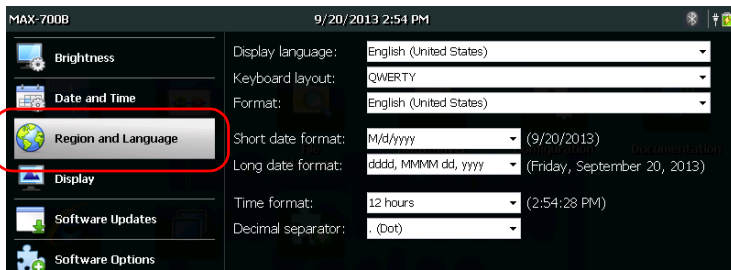 MAX-700B 9/20/2013 2:54 PM
Brightness
Date and Time
Region and Language
Display
Software Updates
Software Options
Display language: English (United States)
Keyboard layout: QWERTY
Format: English (United States)
Short date format: M/d/yyyy (9/20/2013)
Long date format: dddd, MMMM dd, yyyy (Friday, September 20, 2013)
Time format: 12 hours (2:54:28 PM)
Decimal separator: . (Dot)